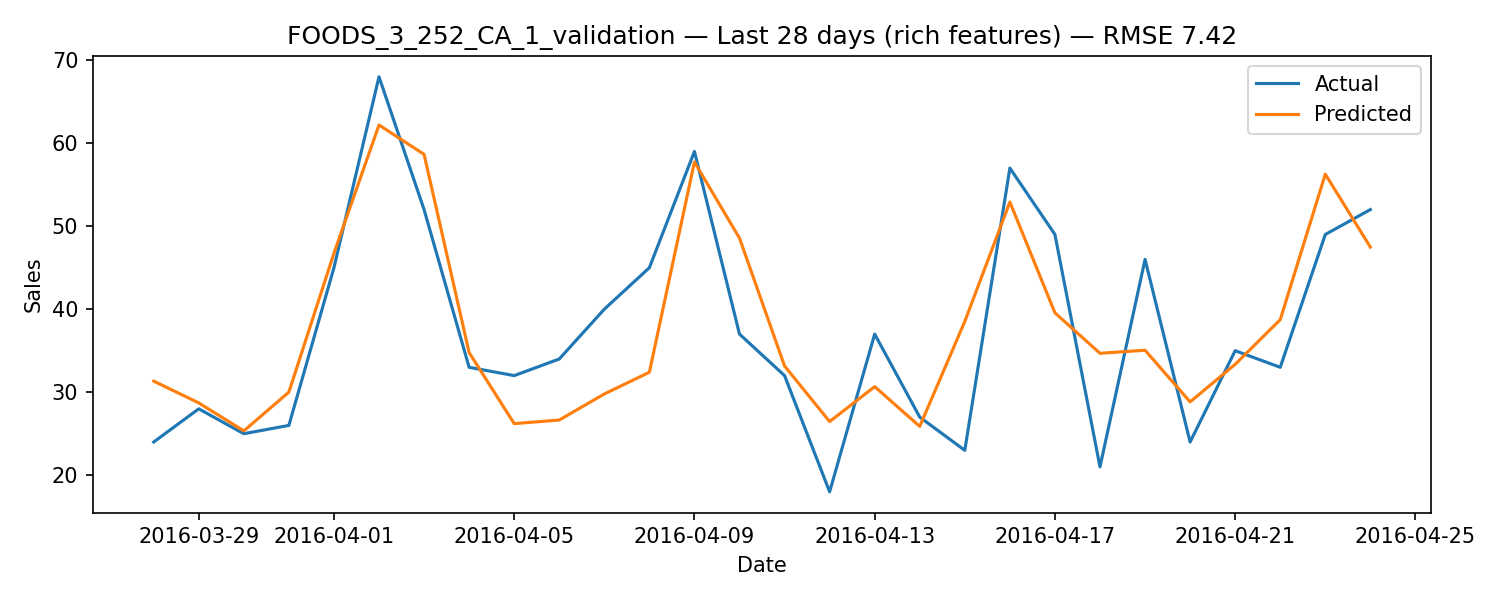 FOODS_3_252_CA_1_validation — Last 28 days (rich features) — RMSE 7.42
Actual
Predicted
70
60
50
40
30
20
Sales
2016-03-29 2016-04-01 2016-04-05 2016-04-09 2016-04-13 2016-04-17 2016-04-21 2016-04-25
Date